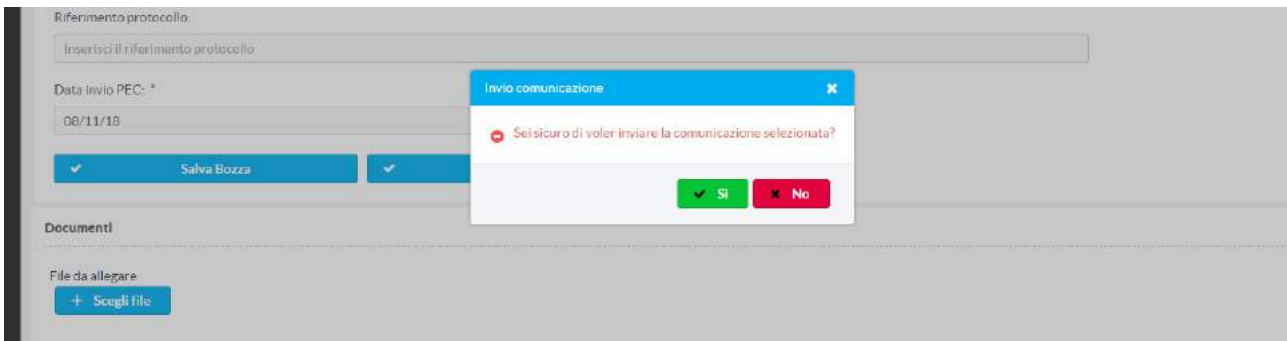 Riferimento protocollo:
Inserisci il riferimento protocollo
Data invio PEC: *
08/11/18
Salva Bozza
Invio comunicazione
Sei sicuro di voler inviare la comunicazione selezionata?
Sì
No
Documenti
File da allegare
+ Scegli file